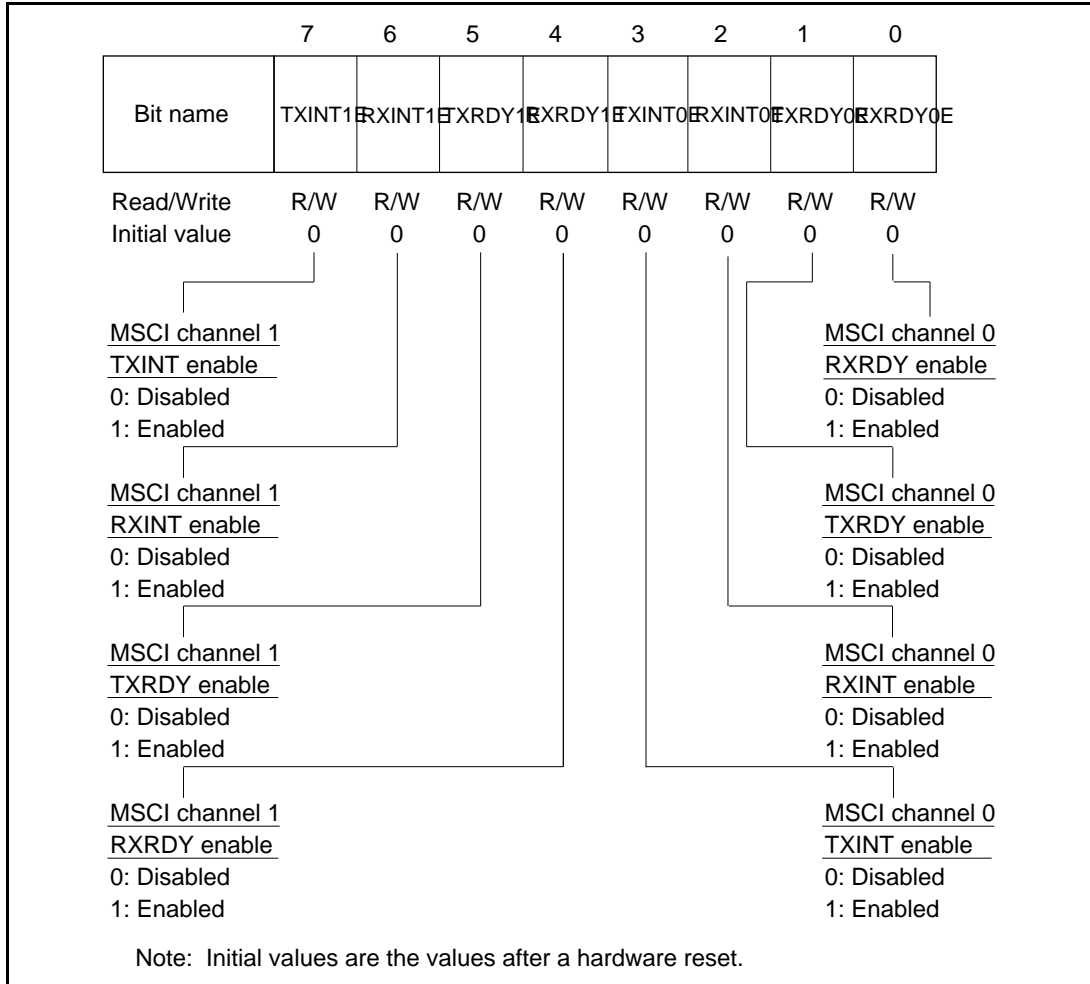 7 6 5 4 3 2 1 0
Bit name TXINT1E RXINT1E TXRDY1E RXRDY1E TXINT0E RXINT0E TXRDY0E RXRDY0E
Read/Write R/W R/W R/W R/W R/W R/W R/W R/W
Initial value 0 0 0 0 0 0 0 0
MSCI channel 1
TXINT enable
0: Disabled
1: Enabled
MSCI channel 1
RXINT enable
0: Disabled
1: Enabled
MSCI channel 1
TXRDY enable
0: Disabled
1: Enabled
MSCI channel 1
RXRDY enable
0: Disabled
1: Enabled
MSCI channel 0
RXRDY enable
0: Disabled
1: Enabled
MSCI channel 0
TXRDY enable
0: Disabled
1: Enabled
MSCI channel 0
RXINT enable
0: Disabled
1: Enabled
MSCI channel 0
TXINT enable
0: Disabled
1: Enabled
Note: Initial values are the values after a hardware reset.